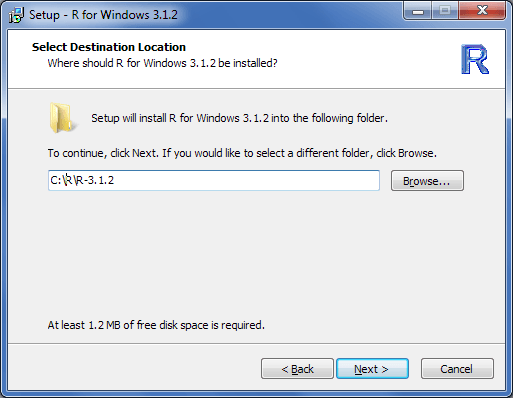 Setup - R for Windows 3.1.2
Select Destination Location
Where should R for Windows 3.1.2 be installed?
R
Setup will install R for Windows 3.1.2 into the following folder.
To continue, click Next. If you would like to select a different folder, click Browse.
C:\R\R-3.1.2
Browse...
At least 1.2 MB of free disk space is required.
< Back
Next >
Cancel